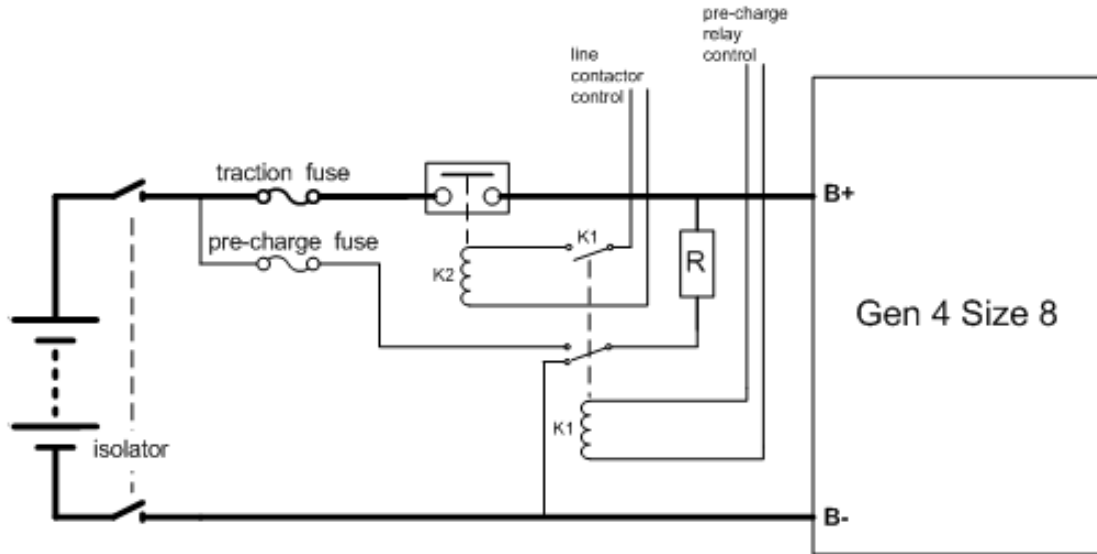 pre-charge
relay
control
line
contactor
control
traction fuse
B+
K1
pre-charge fuse
K2
R
Gen 4 Size 8
K1
isolator
B-